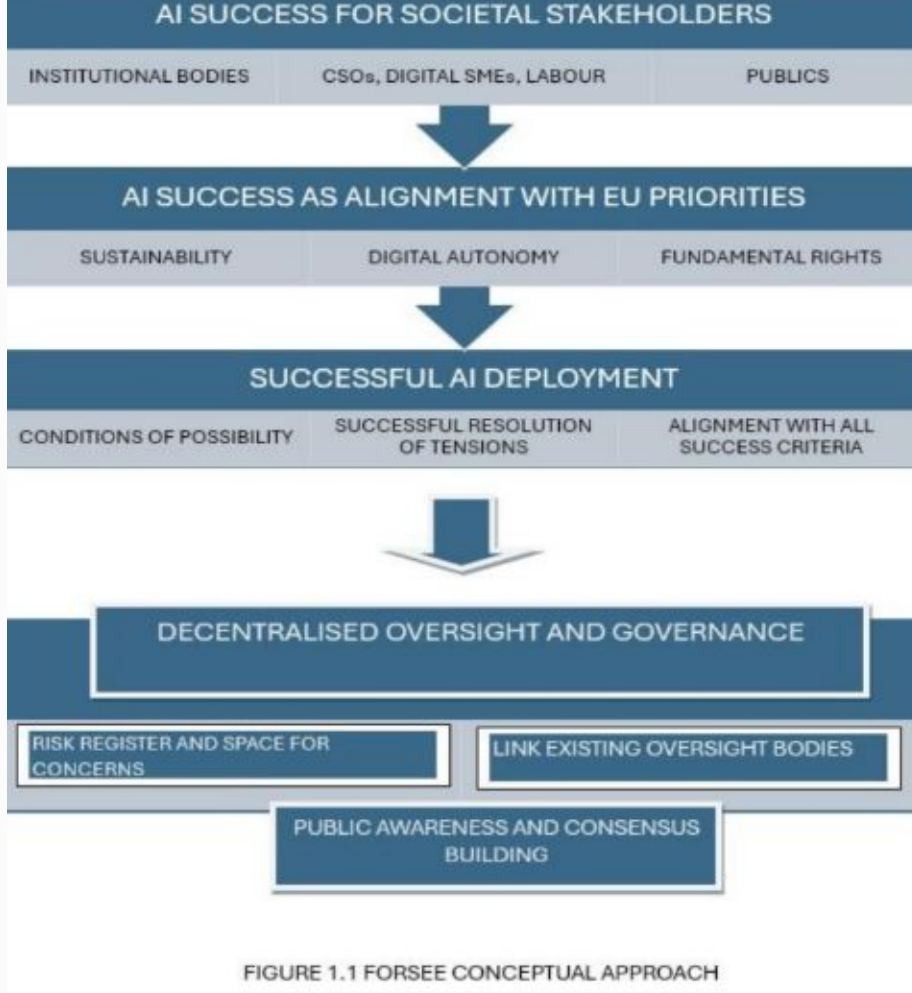 AI SUCCESS FOR SOCIETAL STAKEHOLDERS
INSTITUTIONAL BODIES CSOs, DIGITAL SMEs, LABOUR PUBLICS
AI SUCCESS AS ALIGNMENT WITH EU PRIORITIES
SUSTAINABILITY DIGITAL AUTONOMY FUNDAMENTAL RIGHTS
SUCCESSFUL AI DEPLOYMENT
CONDITIONS OF POSSIBILITY
SUCCESSFUL RESOLUTION
OF TENSIONS
ALIGNMENT WITH ALL
SUCCESS CRITERIA
DECENTRALISED OVERSIGHT AND GOVERNANCE
RISK REGISTER AND SPACE FOR
CONCERNS
LINK EXISTING OVERSIGHT BODIES
PUBLIC AWARENESS AND CONSENSUS
BUILDING
FIGURE 1.1 FORSEE CONCEPTUAL APPROACH